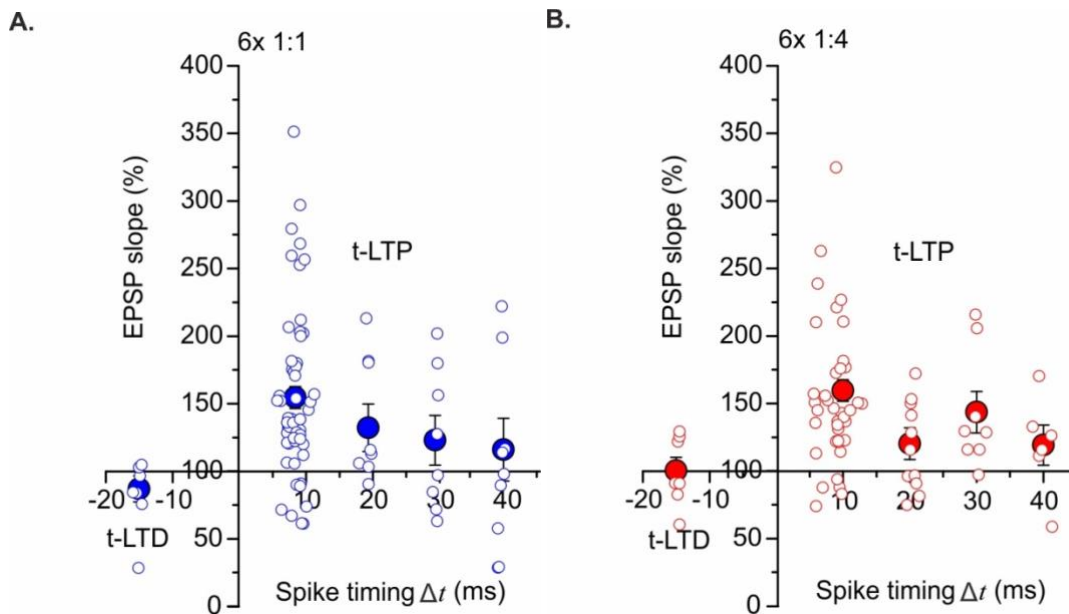 A.
6x 1:1
400
350
300
250
200
150
100
50
0
EPSP slope (%)
t-LTP
-20 -10 10 20 30 40
t-LTD
Spike timing Δt (ms)
B.
6x 1:4
400
350
300
250
200
150
100
50
0
EPSP slope (%)
t-LTP
-20 -10 10 20 30 40
t-LTD
Spike timing Δt (ms)